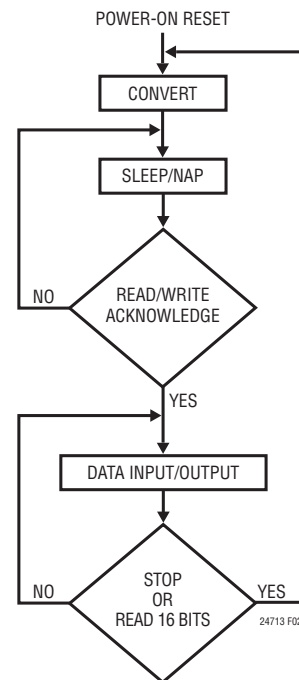 POWER-ON RESET
CONVERT
SLEEP/NAP
NO
READ/WRITE
ACKNOWLEDGE
YES
DATA INPUT/OUTPUT
NO
STOP
OR
READ 16 BITS
YES
24713 F02